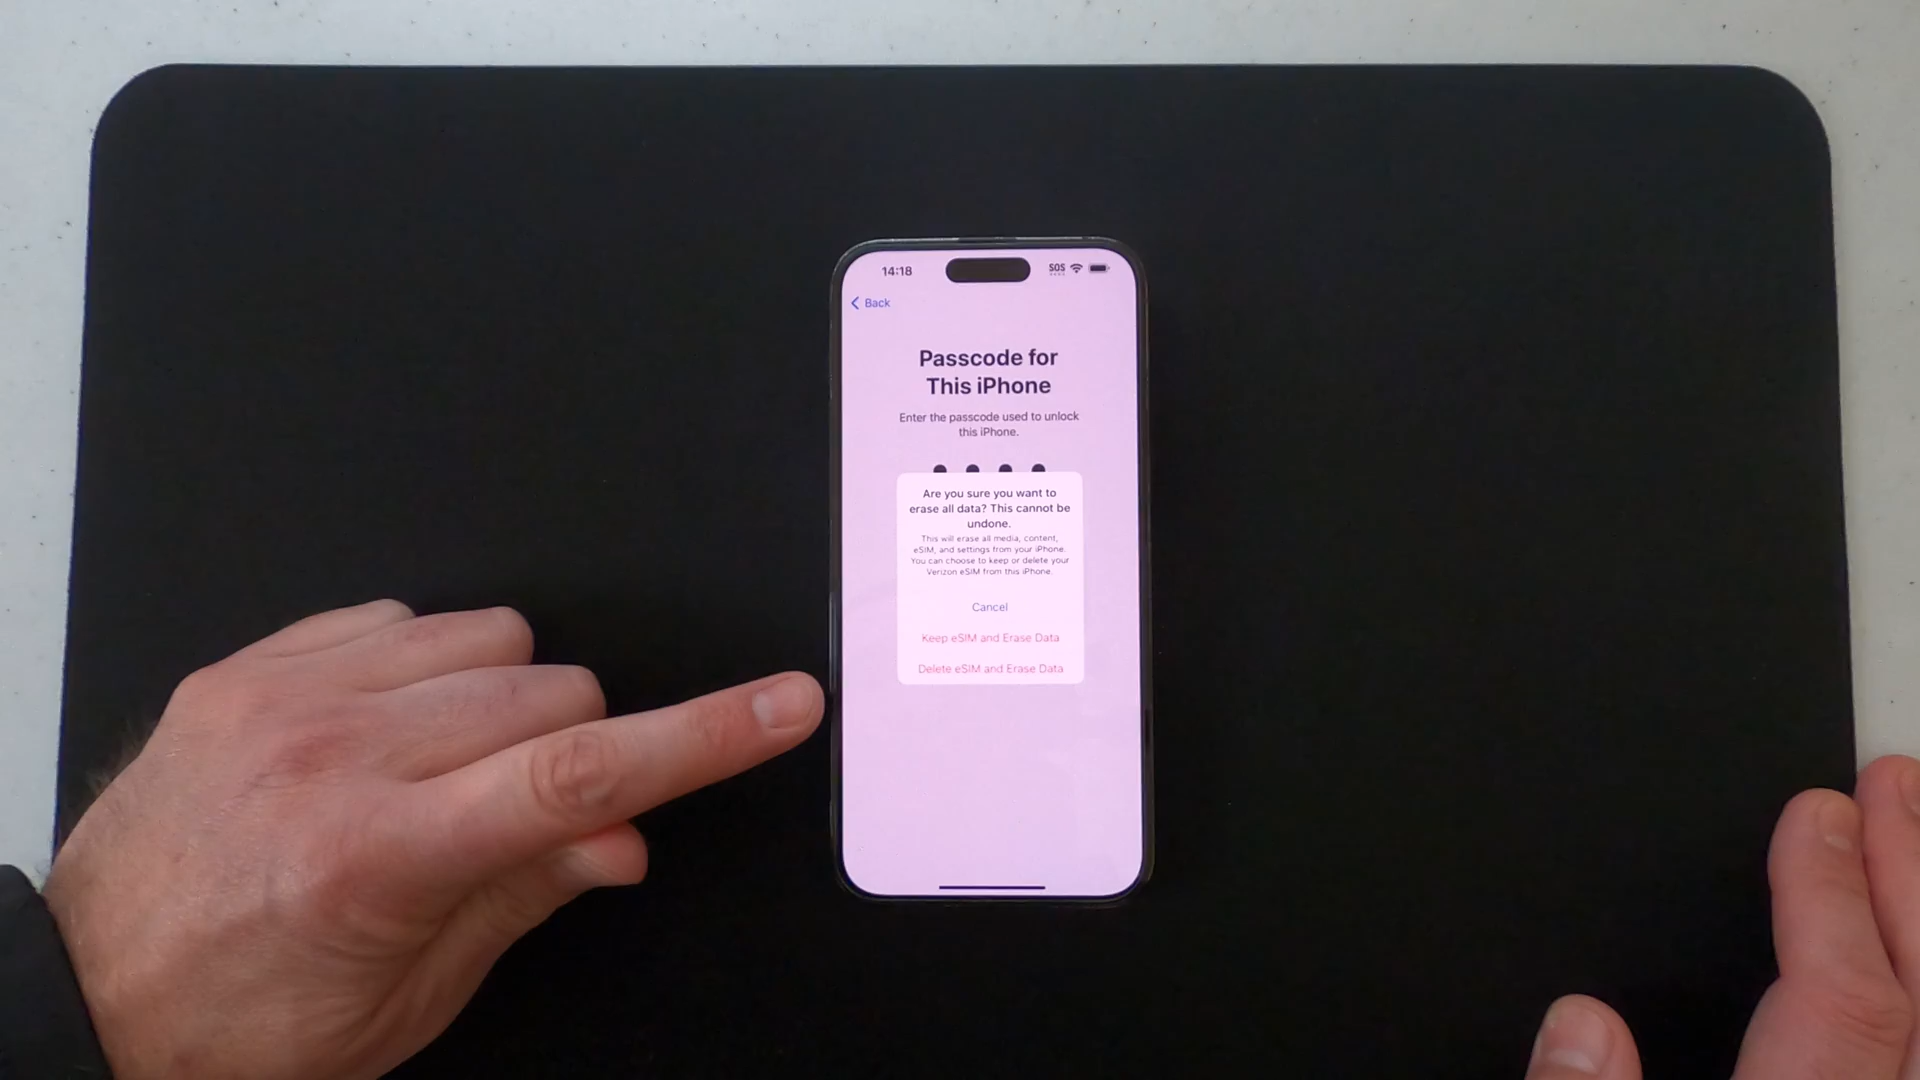 14:18
SOS
Back
Passcode for
This iPhone
Enter the passcode used to unlock
this iPhone.
Are you sure you want to
erase all data? This cannot be
undone.
This will erase all media, content,
eSIM, and settings from your iPhone.
You can choose to keep or delete your
Verizon eSIM from this iPhone.
Cancel
Keep eSIM and Erase Data
Delete eSIM and Erase Data